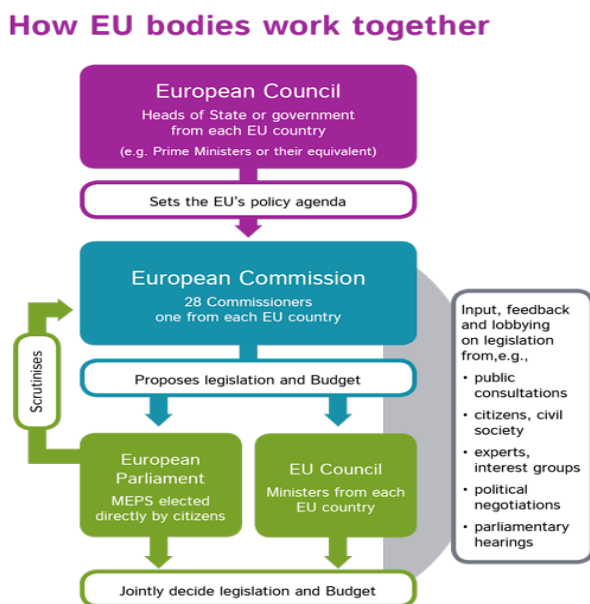 How EU bodies work together
European Council
Heads of State or government
from each EU country
(e.g. Prime Ministers or their equivalent)
Sets the EU's policy agenda
European Commission
28 Commissioners
one from each EU country
Proposes legislation and Budget
Scrutinises
European
Parliament
MEPS elected
directly by citizens
EU Council
Ministers from each
EU country
Jointly decide legislation and Budget
Input, feedback
and lobbying
on legislation
from,e.g.,
• public
consultations
• citizens, civil
society
• experts,
interest groups
• political
negotiations
• parliamentary
hearings